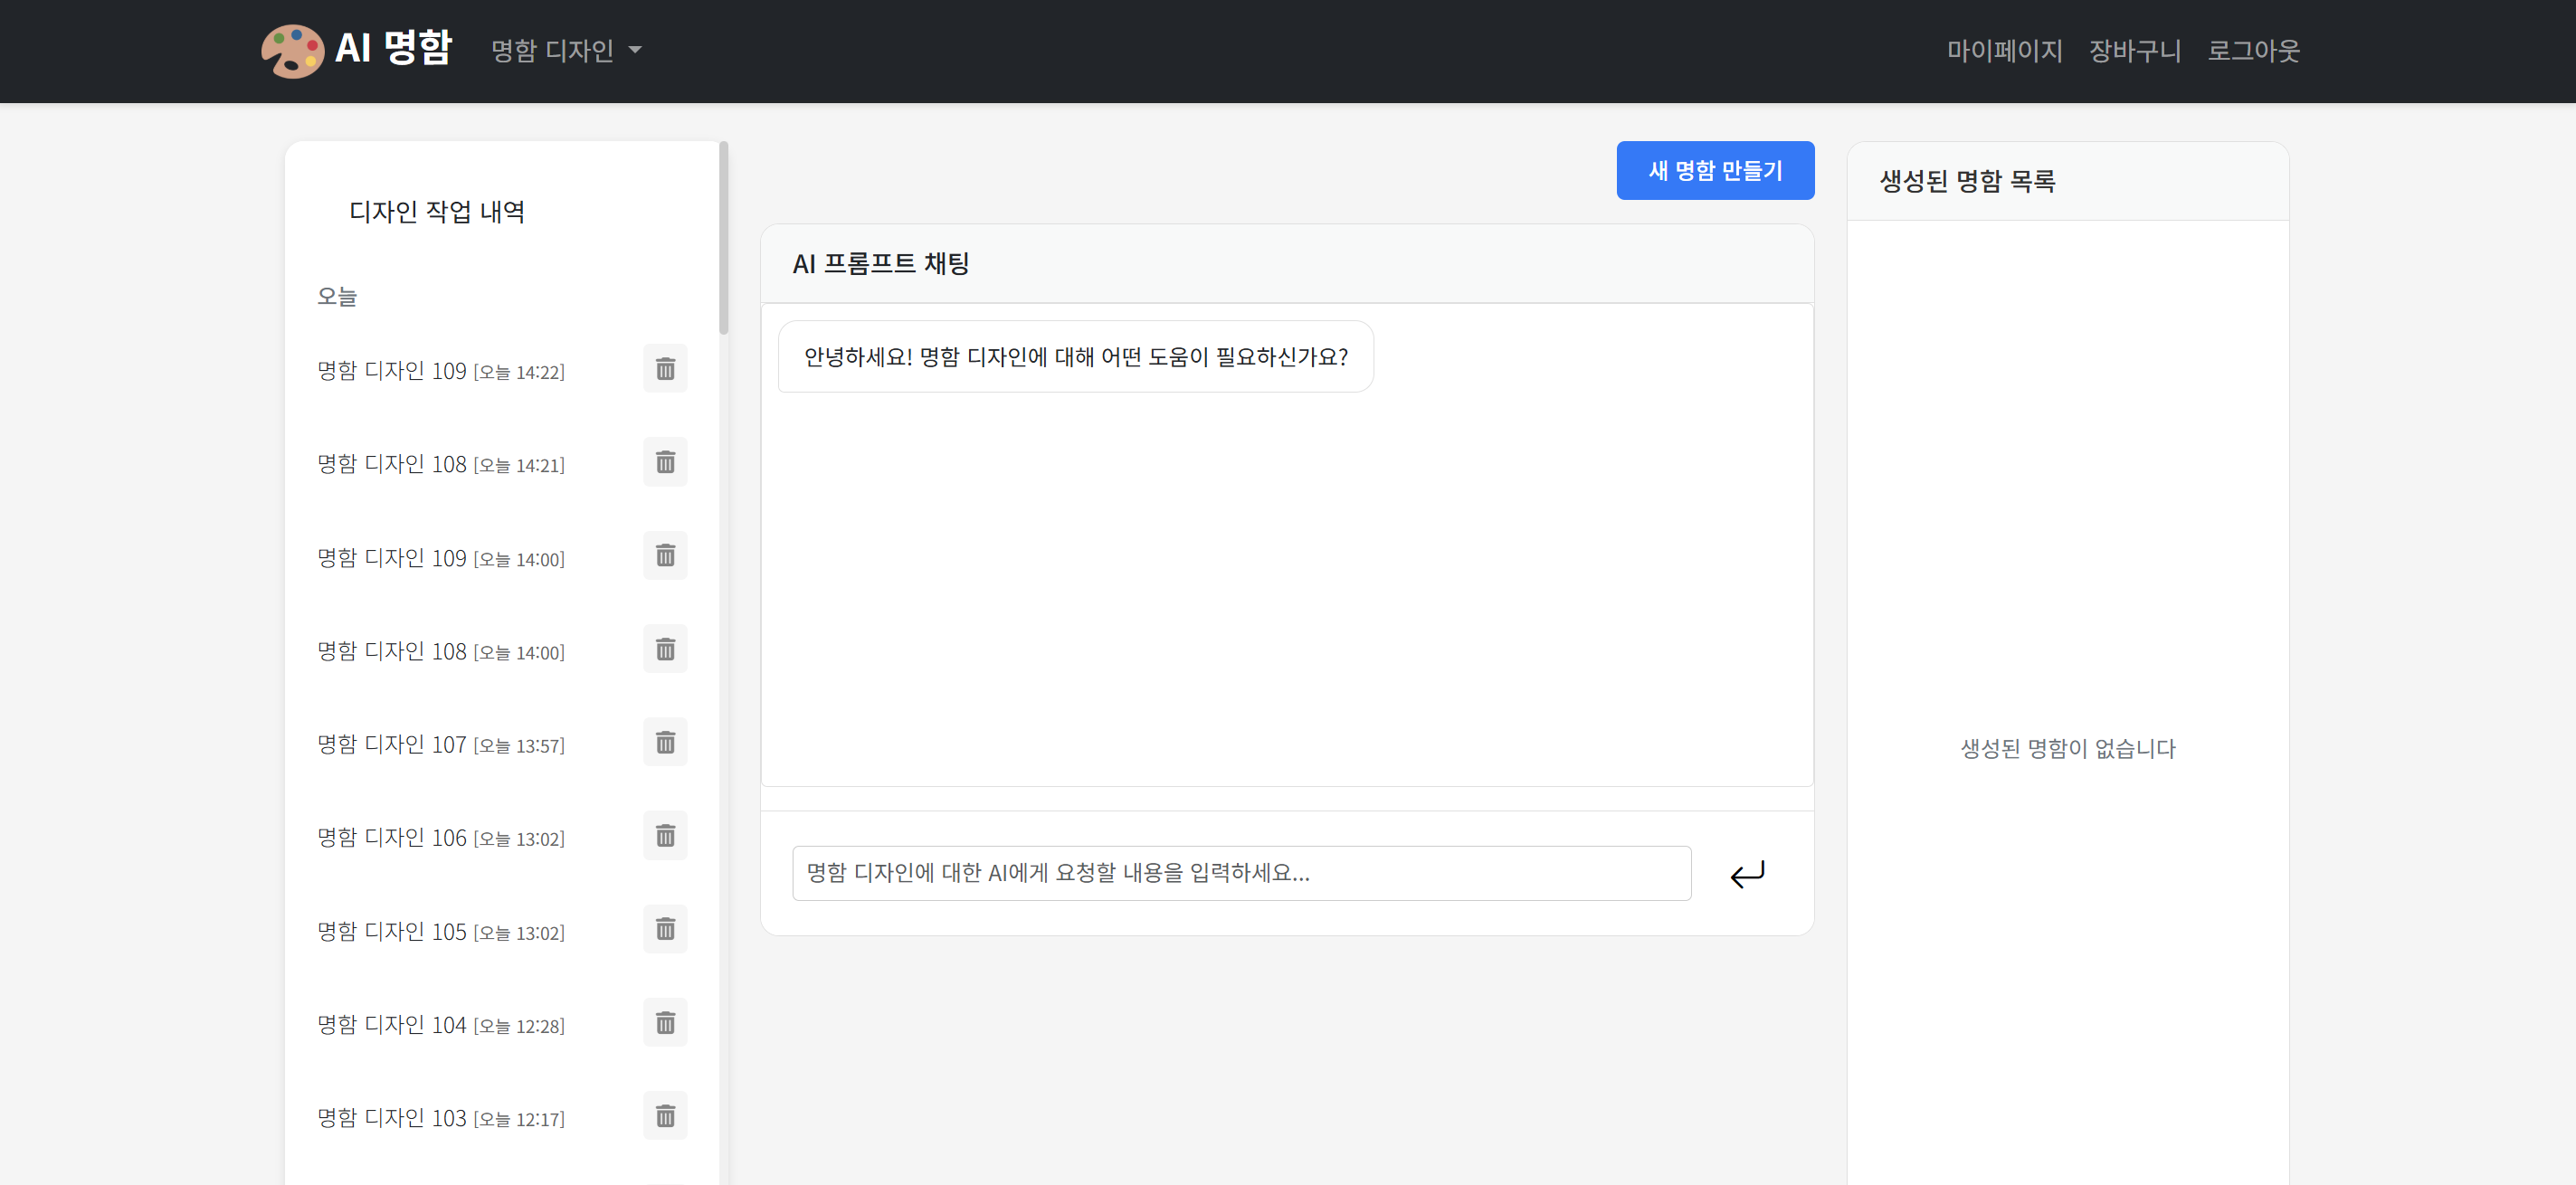 AI 명함
명함 디자인
마이페이지 장바구니 로그아웃
디자인 작업 내역
오늘
명함 디자인 109 [오늘 14:22]
명함 디자인 108 [오늘 14:21]
명함 디자인 109 [오늘 14:00]
명함 디자인 108 [오늘 14:00]
명함 디자인 107 [오늘 13:57]
명함 디자인 106 [오늘 13:02]
명함 디자인 105 [오늘 13:02]
명함 디자인 104 [오늘 12:28]
명함 디자인 103 [오늘 12:17]
새 명함 만들기
AI 프롬프트 채팅
안녕하세요! 명함 디자인에 대해 어떤 도움이 필요하신가요?
명함 디자인에 대한 AI에게 요청할 내용을 입력하세요...
생성된 명함 목록
생성된 명함이 없습니다